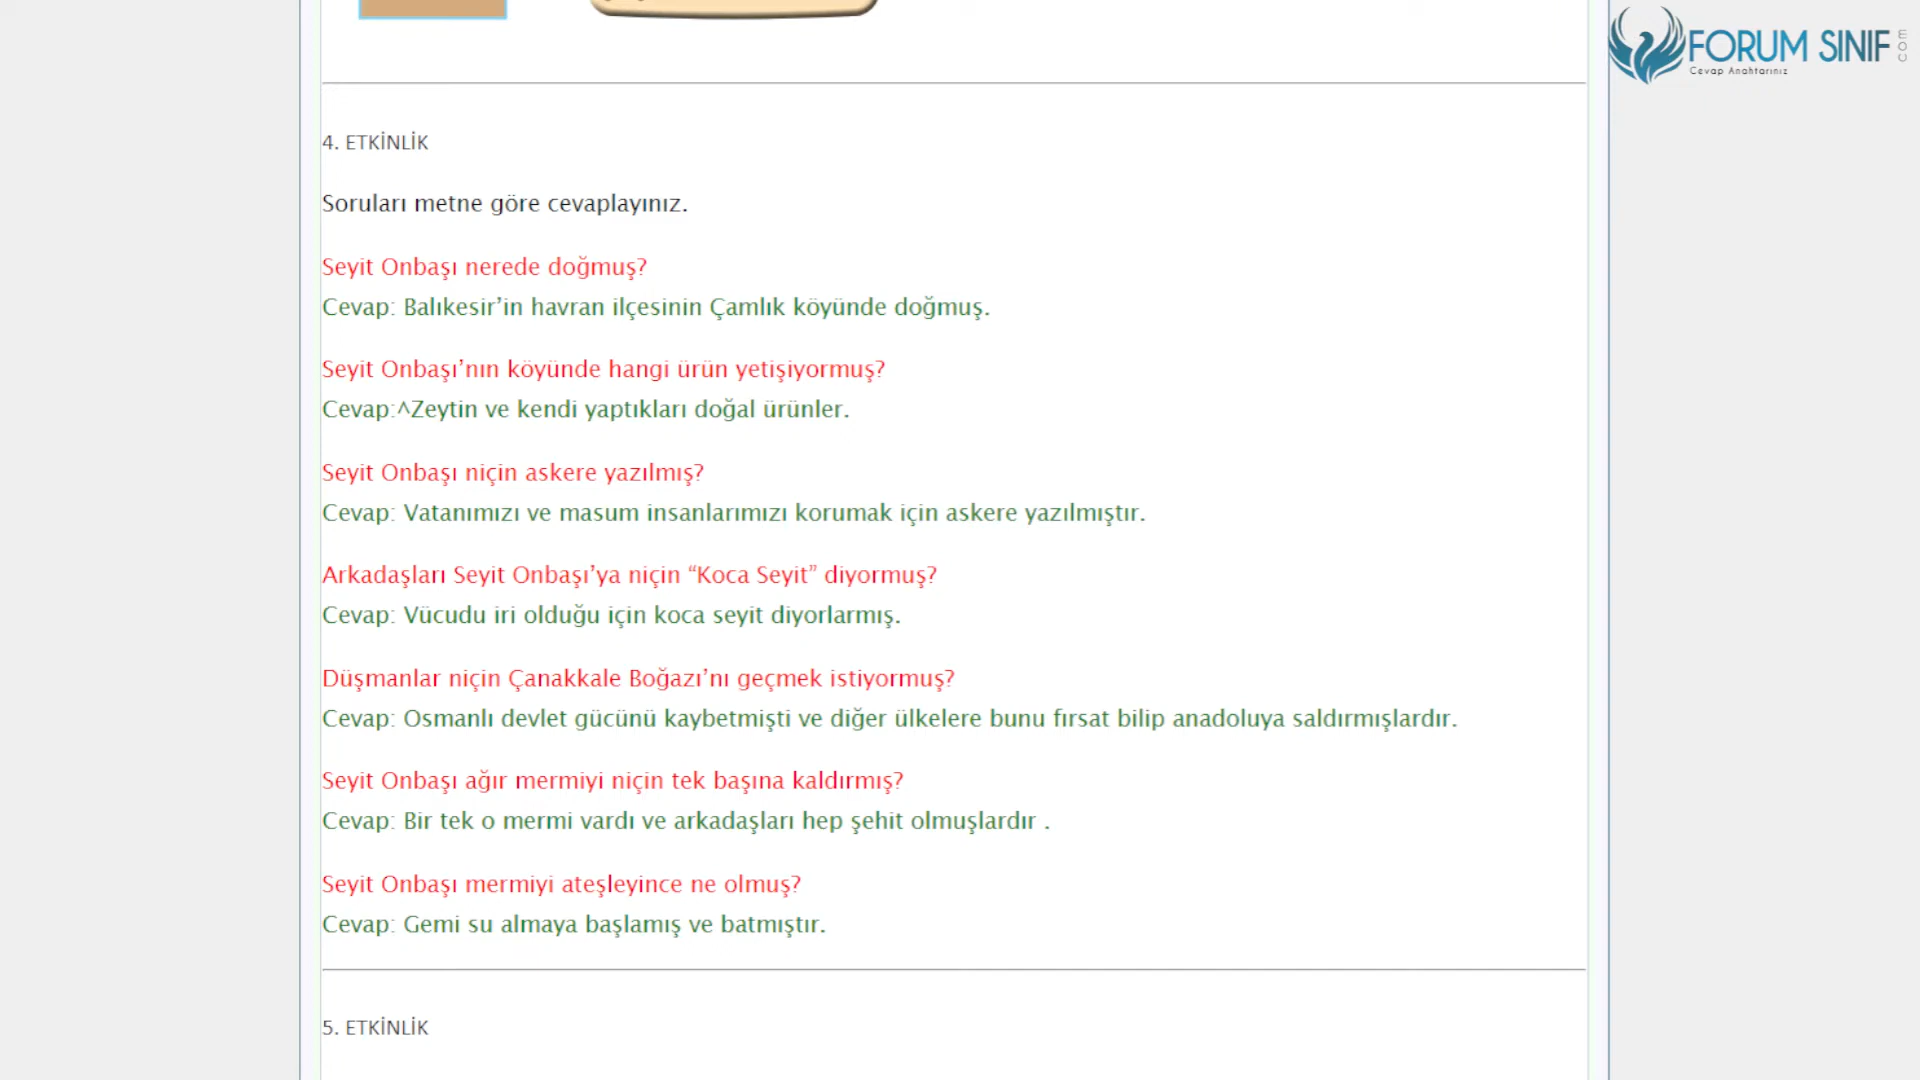 FORUM SINIF
COM
Cevap Anahtarınız
4. ETKİNLİK
Soruları metne göre cevaplayınız.
Seyit Onbaşı nerede doğmuş?
Cevap: Balıkesir’in havran ilçesinin Çamlık köyünde doğmuş.
Seyit Onbaşı’nın köyünde hangi ürün yetişiyormuş?
Cevap:^Zeytin ve kendi yaptıkları doğal ürünler.
Seyit Onbaşı niçin askere yazılmış?
Cevap: Vatanımızı ve masum insanlarımızı korumak için askere yazılmıştır.
Arkadaşları Seyit Onbaşı’ya niçin “Koca Seyit” diyormuş?
Cevap: Vücudu iri olduğu için koca seyit diyorlarmış.
Düşmanlar niçin Çanakkale Boğazı’nı geçmek istiyormuş?
Cevap: Osmanlı devlet gücünü kaybetmişti ve diğer ülkelere bunu fırsat bilip anadoluya saldırmışlardır.
Seyit Onbaşı ağır mermiyi niçin tek başına kaldırmış?
Cevap: Bir tek o mermi vardı ve arkadaşları hep şehit olmuşlardır .
Seyit Onbaşı mermiyi ateşleyince ne olmuş?
Cevap: Gemi su almaya başlamış ve batmıştır.
5. ETKİNLİK